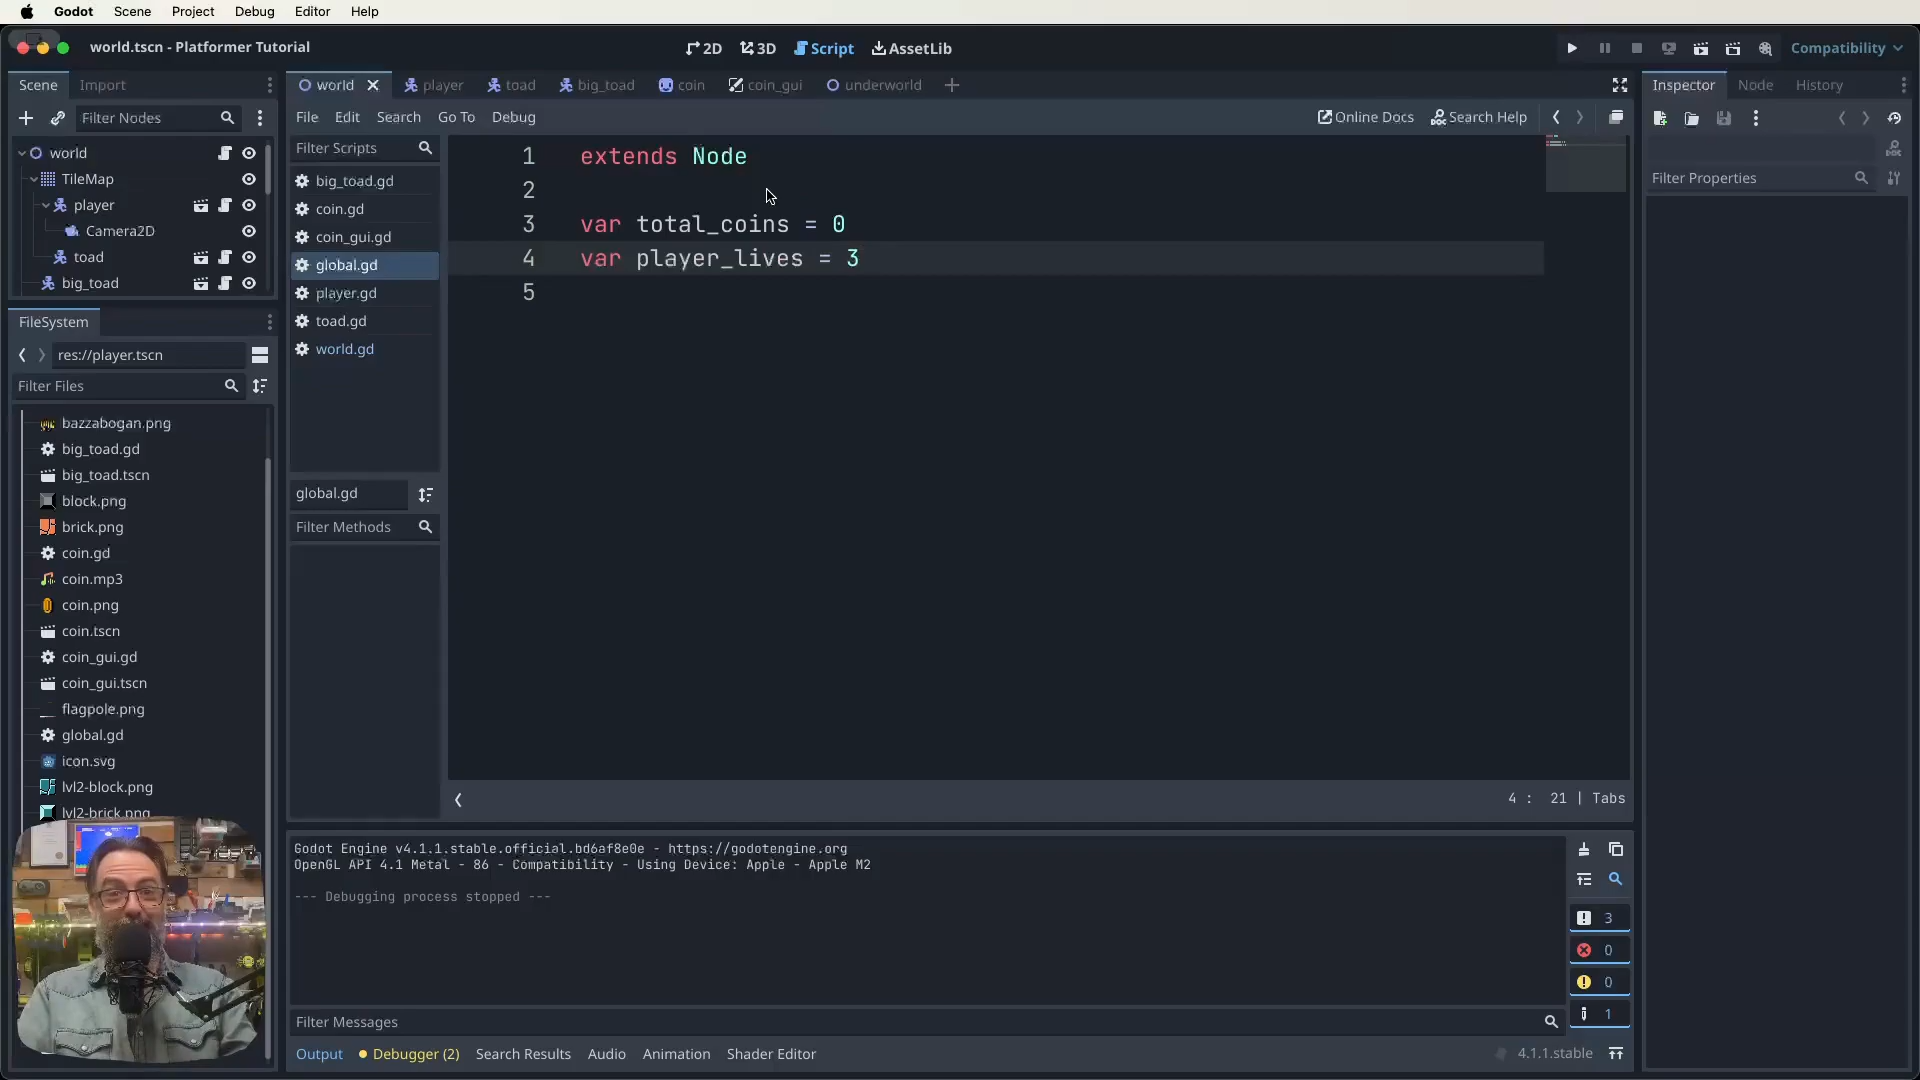 Godot Scene Project Debug Editor Help
world.tscn - Platformer Tutorial
2D 3D Script AssetLib
Compatibility
Scene Import
world player toad big_toad coin coin_gui underworld
Inspector Node History
Filter Nodes
File Edit Search Go To Debug
Online Docs Search Help
world
TileMap
player
Camera2D
toad
big_toad
FileSystem
res://player.tscn
Filter Files
bazzabogan.png
big_toad.gd
big_toad.tscn
block.png
brick.png
coin.gd
coin.mp3
coin.png
coin.tscn
coin_gui.gd
coin_gui.tscn
flagpole.png
global.gd
icon.svg
lvl2-block.png
lvl2-brick.png
Filter Scripts
big_toad.gd
coin.gd
coin_gui.gd
global.gd
player.gd
toad.gd
world.gd
global.gd
Filter Methods
1 extends Node
2
3 var total_coins = 0
4 var player_lives = 3
5
4 : 21 | Tabs
Filter Properties
Godot Engine v4.1.1.stable.official.bd6af8e0e - https://godotengine.org
OpenGL API 4.1 Metal - 86 - Compatibility - Using Device: Apple - Apple M2
--- Debugging process stopped ---
3
0
0
1
Filter Messages
Output Debugger (2) Search Results Audio Animation Shader Editor
4.1.1.stable